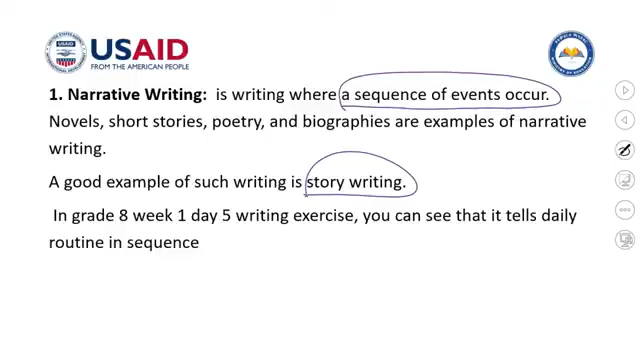 USAID
FROM THE AMERICAN PEOPLE
1. Narrative Writing: is writing where a sequence of events occur.
Novels, short stories, poetry, and biographies are examples of narrative
writing.
A good example of such writing is story writing.
In grade 8 week 1 day 5 writing exercise, you can see that it tells daily
routine in sequence